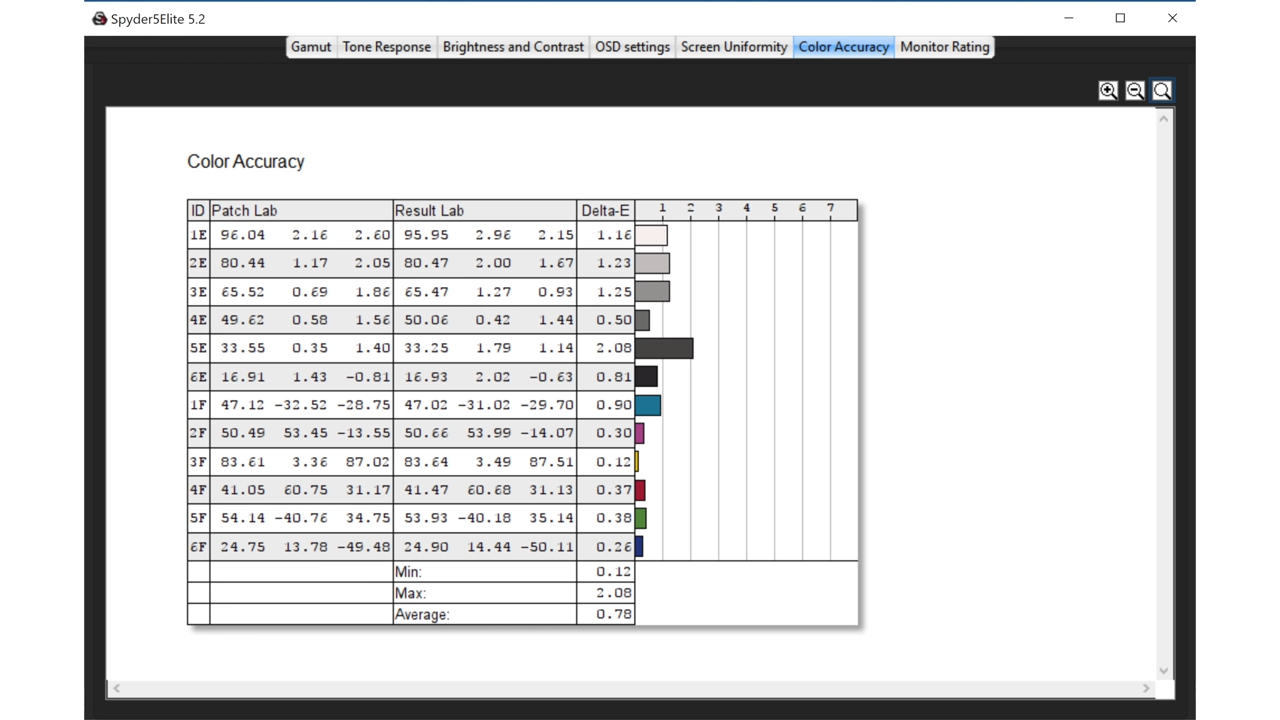 Spyder5Elite 5.2
Gamut Tone Response Brightness and Contrast OSD settings Screen Uniformity Color Accuracy Monitor Rating
Color Accuracy
ID Patch Lab Result Lab Delta-E 1 2 3 4 5 6 7
1E 96.04 2.16 2.60 95.95 2.96 2.15 1.16
2E 80.44 1.17 2.05 80.47 2.00 1.67 1.23
3E 65.52 0.69 1.86 65.47 1.27 0.93 1.25
4E 49.62 0.58 1.56 50.06 0.42 1.44 0.50
5E 33.55 0.35 1.40 33.25 1.79 1.14 2.08
6E 16.91 1.43 -0.81 16.93 2.02 -0.63 0.81
1F 47.12 -32.52 -28.75 47.02 -31.02 -29.70 0.90
2F 50.49 53.45 -13.55 50.66 53.99 -14.07 0.30
3F 83.61 3.36 87.02 83.64 3.49 87.51 0.12
4F 41.05 60.75 31.17 41.47 60.68 31.13 0.37
5F 54.14 -40.76 34.75 53.93 -40.18 35.14 0.38
6F 24.75 13.78 -49.48 24.90 14.44 -50.11 0.26
Min: 0.12
Max: 2.08
Average: 0.78